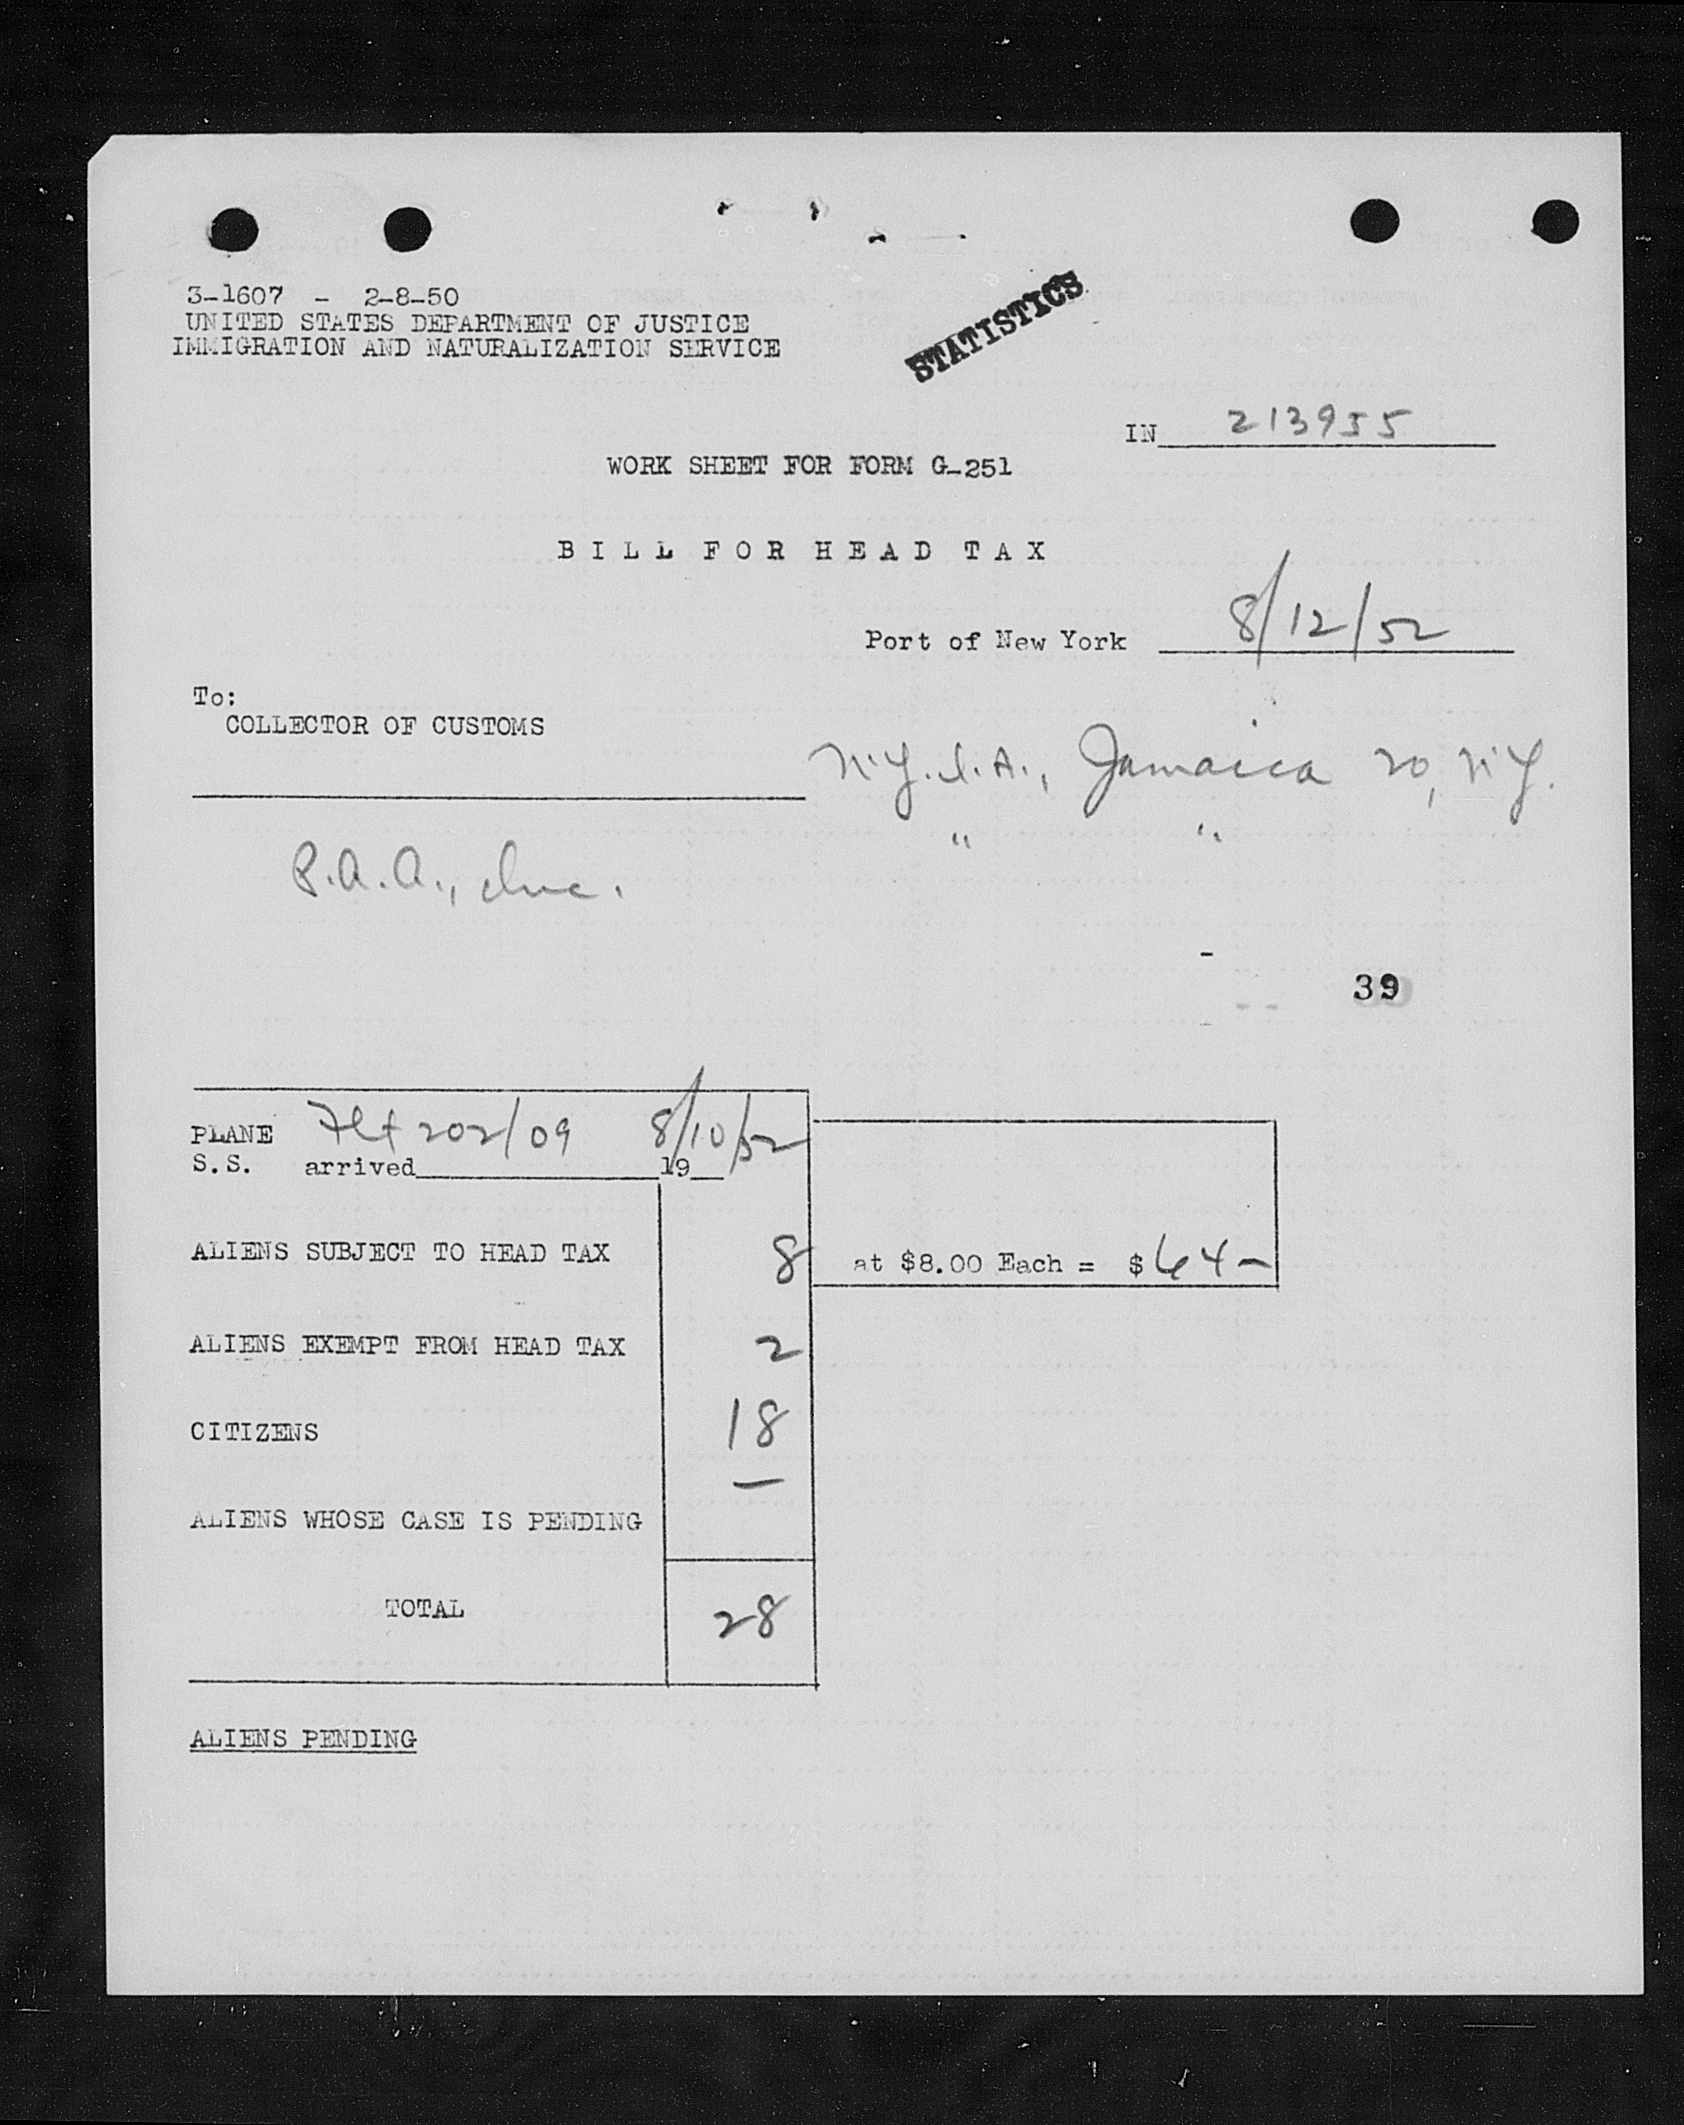 3-1607 - 2-8-50
UNITED STATES DEPARTMENT OF JUSTICE
IMMIGRATION AND NATURALIZATION SERVICE
STATISTICS
IN 213955
WORK SHEET FOR FORM G-251
BILL FOR HEAD TAX
Port of New York 8/12/52
To:
COLLECTOR OF CUSTOMS
N.Y.I.A., Jamaica 20, N.Y.
" "
P.A.A., Inc.
39
PLANE Flt 202/09 8/10/52
S.S. arrived 19
ALIENS SUBJECT TO HEAD TAX 8 at $8.00 Each = $64-
ALIENS EXEMPT FROM HEAD TAX 2
CITIZENS 18
ALIENS WHOSE CASE IS PENDING —
TOTAL 28
ALIENS PENDING